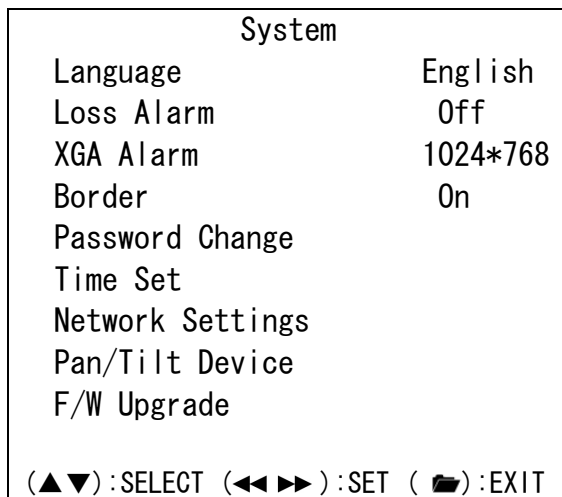 System
Language English
Loss Alarm Off
XGA Alarm 1024*768
Border On
Password Change
Time Set
Network Settings
Pan/Tilt Device
F/W Upgrade
(▲▼):SELECT (◀◀ ▶▶):SET ( 📂):EXIT